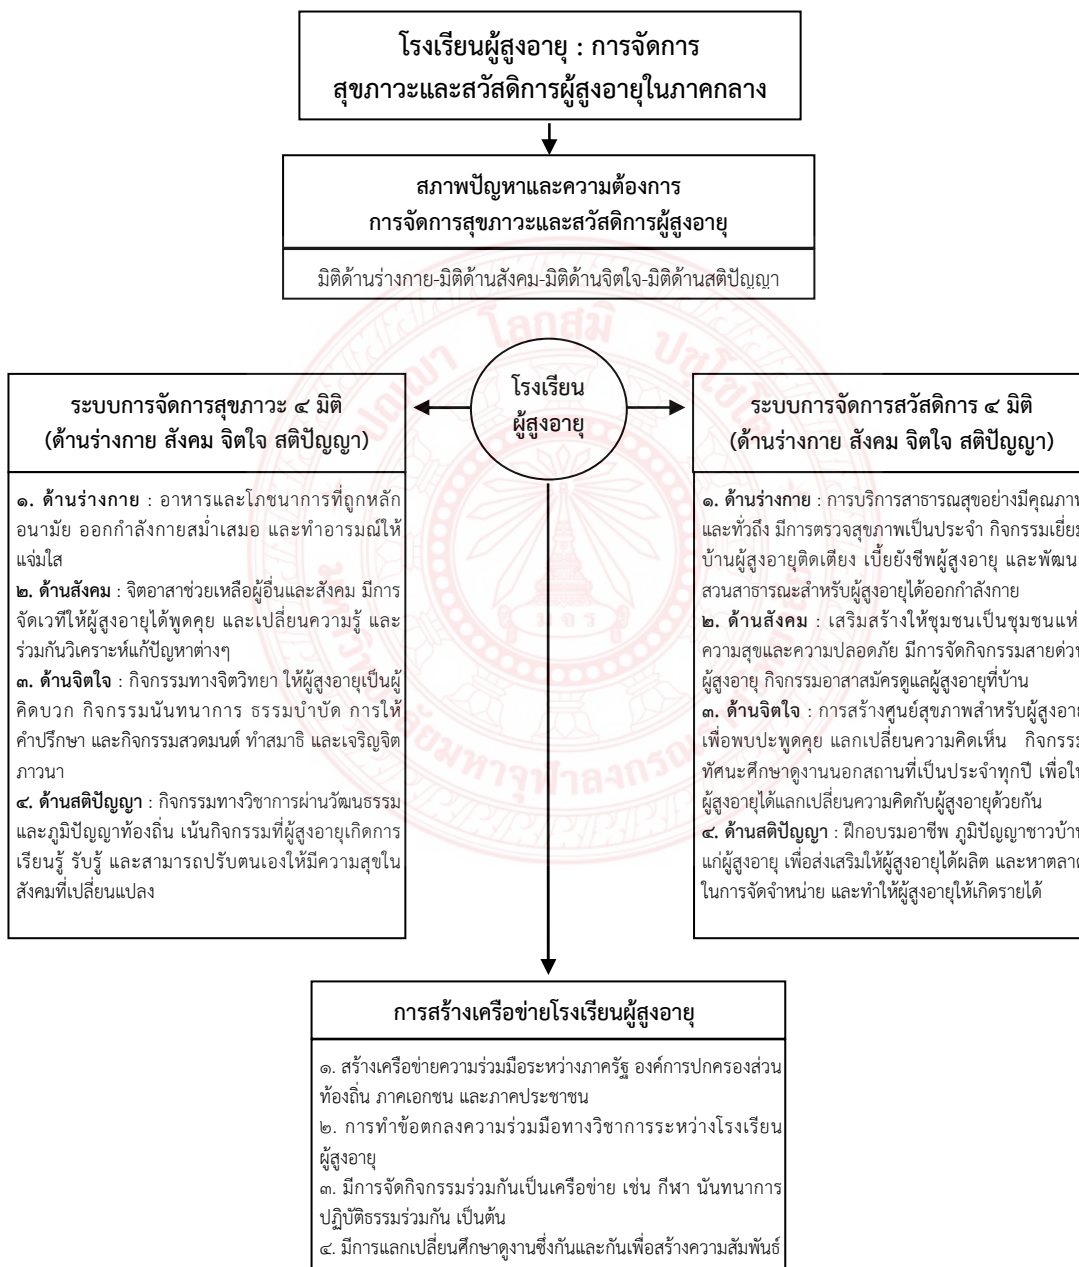 โรงเรียนผู้สูงอายุ : การจัดการ
สุขภาวะและสวัสดิการผู้สูงอายุในภาคกลาง
สภาพปัญหาและความต้องการ
การจัดการสุขภาวะและสวัสดิการผู้สูงอายุ
มิติด้านร่างกาย-มิติด้านสังคม-มิติด้านจิตใจ-มิติด้านสติปัญญา
โรงเรียน
ผู้สูงอายุ
ระบบการจัดการสุขภาวะ ๔ มิติ
(ด้านร่างกาย สังคม จิตใจ สติปัญญา)
๑. ด้านร่างกาย : อาหารและโภชนาการที่ถูกหลัก
อนามัย ออกกำลังกายสม่ำเสมอ และทำอารมณ์ให้
แจ่มใส
๒. ด้านสังคม : จิตอาสาช่วยเหลือผู้อื่นและสังคม มีการ
จัดเวทีให้ผู้สูงอายุได้พูดคุย และเปลี่ยนความรู้ และ
ร่วมกันวิเคราะห์แก้ปัญหาต่างๆ
๓. ด้านจิตใจ : กิจกรรมทางจิตวิทยา ให้ผู้สูงอายุเป็นผู้
คิดบวก กิจกรรมนันทนาการ ธรรมบำบัด การให้
คำปรึกษา และกิจกรรมสวดมนต์ ทำสมาธิ และเจริญจิต
ภาวนา
๔. ด้านสติปัญญา : กิจกรรมทางวิชาการผ่านวัฒนธรรม
และภูมิปัญญาท้องถิ่น เน้นกิจกรรมที่ผู้สูงอายุเกิดการ
เรียนรู้ รับรู้ และสามารถปรับตนเองให้มีความสุขใน
สังคมที่เปลี่ยนแปลง
ระบบการจัดการสวัสดิการ ๔ มิติ
(ด้านร่างกาย สังคม จิตใจ สติปัญญา)
๑. ด้านร่างกาย : การบริการสาธารณสุขอย่างมีคุณภาพ
และทั่วถึง มีการตรวจสุขภาพเป็นประจำ กิจกรรมเยี่ยม
บ้านผู้สูงอายุติดเตียง เบี้ยยังชีพผู้สูงอายุ และพัฒน
สวนสาธารณะสำหรับผู้สูงอายุได้ออกกำลังกาย
๒. ด้านสังคม : เสริมสร้างให้ชุมชนเป็นชุมชนแห่
ความสุขและความปลอดภัย มีการจัดกิจกรรมสายด่วน
ผู้สูงอายุ กิจกรรมอาสาสมัครดูแลผู้สูงอายุที่บ้าน
๓. ด้านจิตใจ : การสร้างศูนย์สุขภาพสำหรับผู้สูงอายุ
เพื่อพบปะพูดคุย แลกเปลี่ยนความคิดเห็น กิจกรรม
ทัศนะศึกษาดูงานนอกสถานที่เป็นประจำทุกปี เพื่อให
ผู้สูงอายุได้แลกเปลี่ยนความคิดกับผู้สูงอายุด้วยกัน
๔. ด้านสติปัญญา : ฝึกอบรมอาชีพ ภูมิปัญญาชาวบ้าน
แก่ผู้สูงอายุ เพื่อส่งเสริมให้ผู้สูงอายุได้ผลิต และหาตลาด
ในการจัดจำหน่าย และทำให้ผู้สูงอายุให้เกิดรายได้
การสร้างเครือข่ายโรงเรียนผู้สูงอายุ
๑. สร้างเครือข่ายความร่วมมือระหว่างภาครัฐ องค์การปกครองส่วน
ท้องถิ่น ภาคเอกชน และภาคประชาชน
๒. การทำข้อตกลงความร่วมมือทางวิชาการระหว่างโรงเรียน
ผู้สูงอายุ
๓. มีการจัดกิจกรรมร่วมกันเป็นเครือข่าย เช่น กีฬา นันทนาการ
ปฏิบัติธรรมร่วมกัน เป็นต้น
๔. มีการแลกเปลี่ยนศึกษาดูงานซึ่งกันและกันเพื่อสร้างความสัมพันธ์